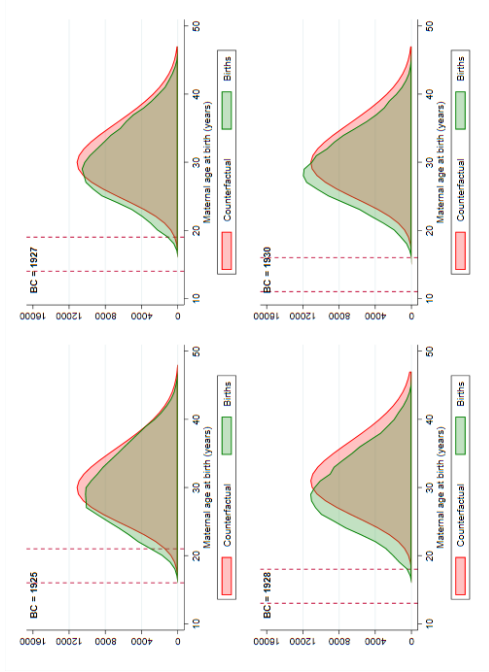 BC = 1925
16000
12000
8000
4000
0
10 20 30 40 50
Maternal age at birth (years)
Counterfactual Births
BC = 1927
16000
12000
8000
4000
0
10 20 30 40 50
Maternal age at birth (years)
Counterfactual Births
BC = 1928
16000
12000
8000
4000
0
10 20 30 40 50
Maternal age at birth (years)
Counterfactual Births
BC = 1930
16000
12000
8000
4000
0
10 20 30 40 50
Maternal age at birth (years)
Counterfactual Births